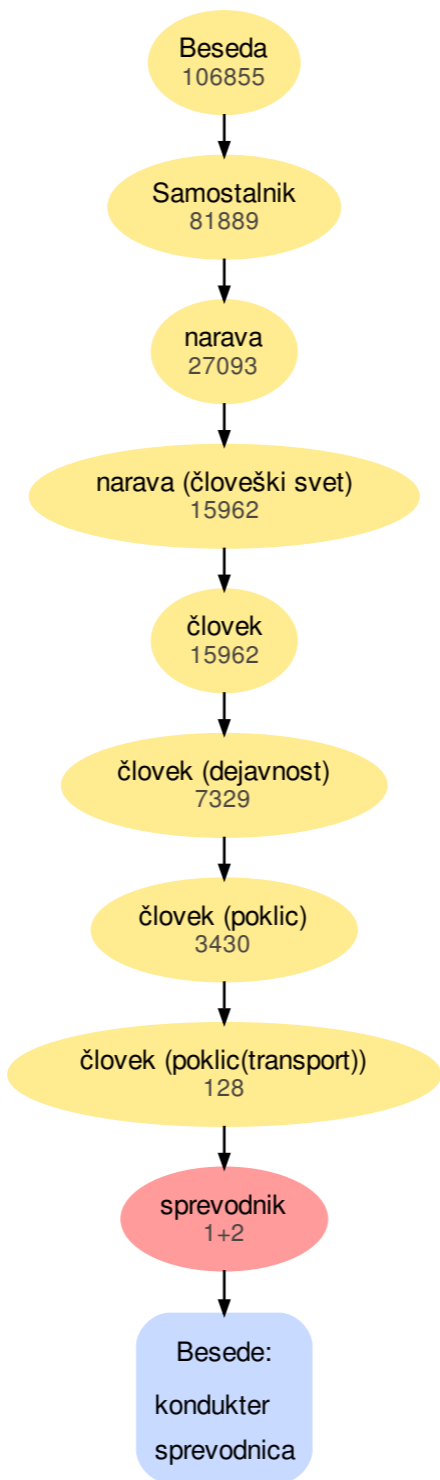 Beseda
106855
Samostalnik
81889
narava
27093
narava (človeški svet)
15962
človek
15962
človek (dejavnost)
7329
človek (poklic)
3430
človek (poklic(transport))
128
sprevodnik
1+2
Besede:
kondukter
sprevodnica